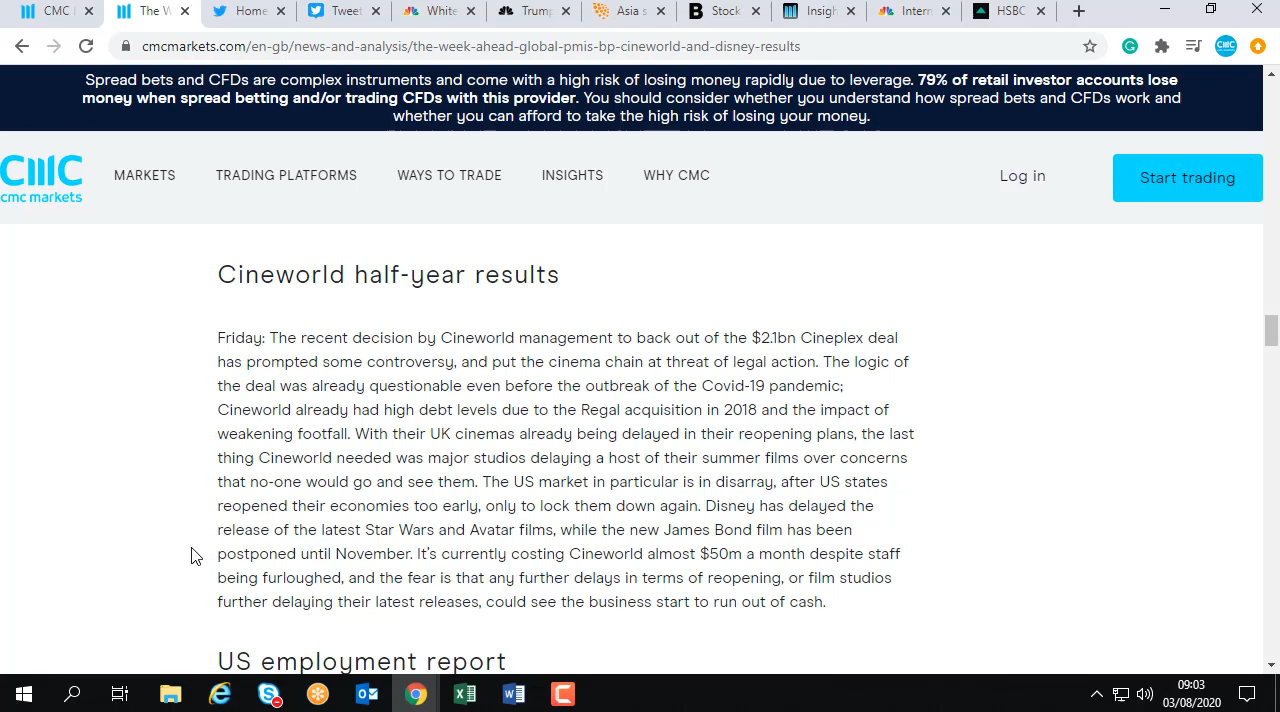 CMC
The W
Home
Tweet
White
Trump
Asia s
Stock
Insigh
Intern
HSBC
cmcmarkets.com/en-gb/news-and-analysis/the-week-ahead-global-pmis-bp-cineworld-and-disney-results
CMC
Spread bets and CFDs are complex instruments and come with a high risk of losing money rapidly due to leverage. 79% of retail investor accounts lose
money when spread betting and/or trading CFDs with this provider. You should consider whether you understand how spread bets and CFDs work and
whether you can afford to take the high risk of losing your money.
cmc
cmc markets
MARKETS
TRADING PLATFORMS
WAYS TO TRADE
INSIGHTS
WHY CMC
Log in
Start trading
Cineworld half-year results
Friday: The recent decision by Cineworld management to back out of the $2.1bn Cineplex deal
has prompted some controversy, and put the cinema chain at threat of legal action. The logic of
the deal was already questionable even before the outbreak of the Covid-19 pandemic;
Cineworld already had high debt levels due to the Regal acquisition in 2018 and the impact of
weakening footfall. With their UK cinemas already being delayed in their reopening plans, the last
thing Cineworld needed was major studios delaying a host of their summer films over concerns
that no-one would go and see them. The US market in particular is in disarray, after US states
reopened their economies too early, only to lock them down again. Disney has delayed the
release of the latest Star Wars and Avatar films, while the new James Bond film has been
postponed until November. It's currently costing Cineworld almost $50m a month despite staff
being furloughed, and the fear is that any further delays in terms of reopening, or film studios
further delaying their latest releases, could see the business start to run out of cash.
US employment report
09:03
03/08/2020